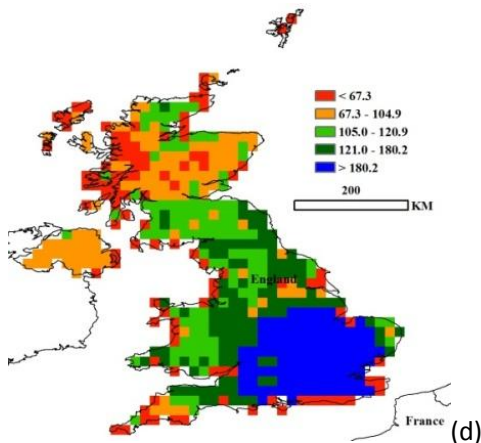 < 67.3
67.3 - 104.9
105.0 - 120.9
121.0 - 180.2
> 180.2
200
KM
England
France
(d)